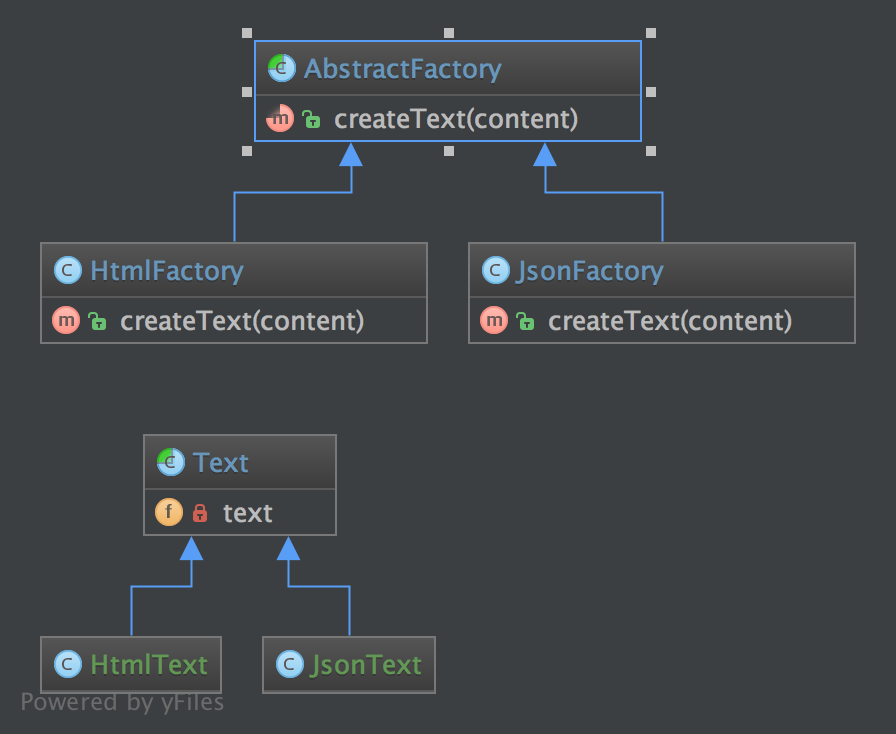 AbstractFactory
createText(content)
HtmlFactory
createText(content)
JsonFactory
createText(content)
Text
text
HtmlText
JsonText
Powered by yFiles